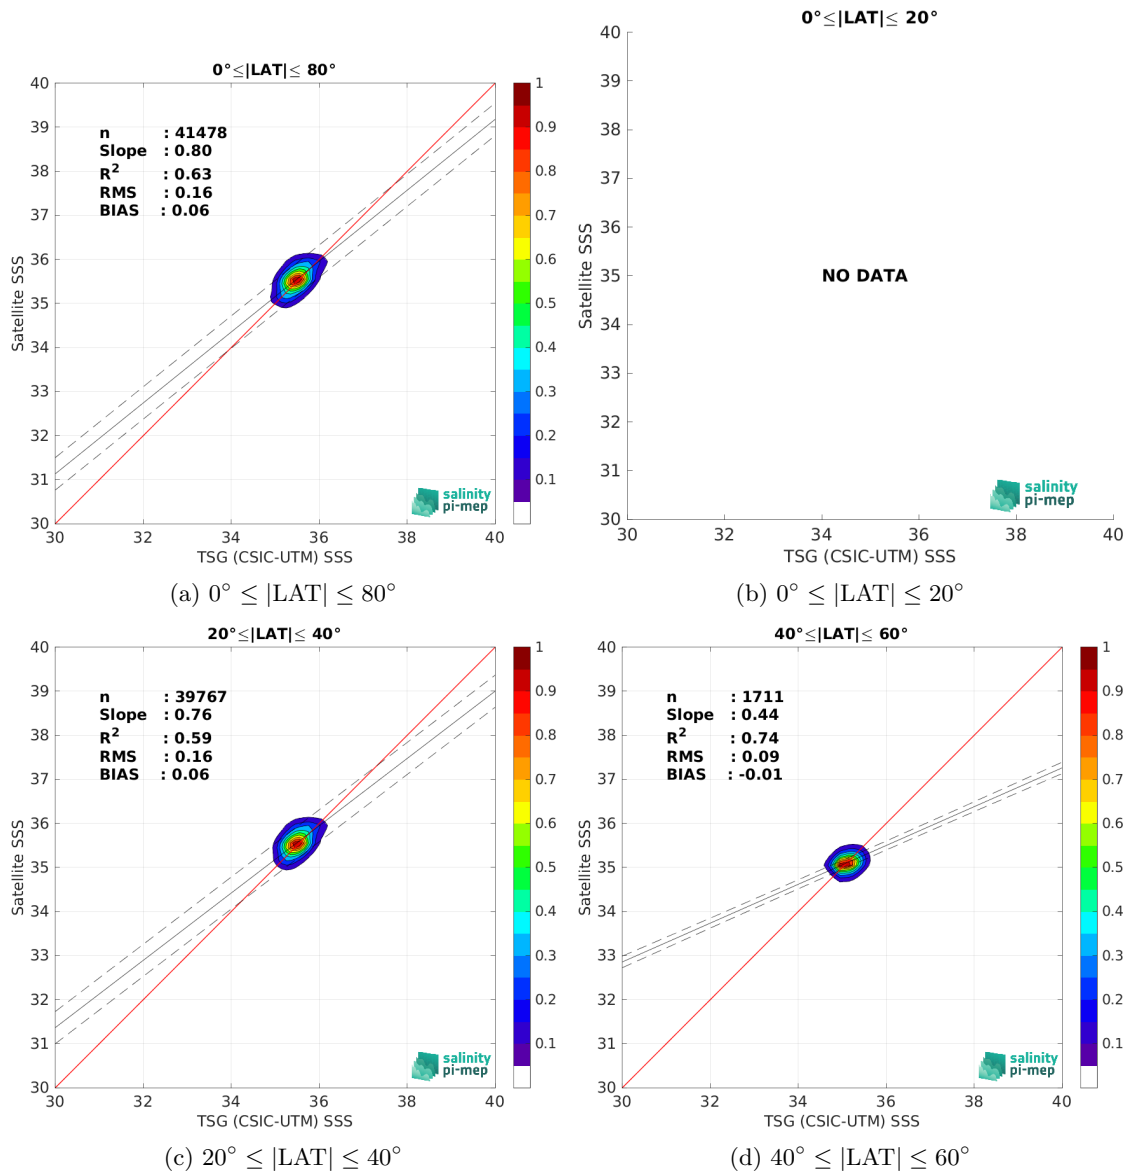 0°≤|LAT|≤ 80°
n : 41478
Slope : 0.80
R² : 0.63
RMS : 0.16
BIAS : 0.06
40
39
38
37
36
35
34
33
32
31
30
Satellite SSS
30 32 34 36 38 40
TSG (CSIC-UTM) SSS
1
0.9
0.8
0.7
0.6
0.5
0.4
0.3
0.2
0.1
salinity
pi-mep
(a) 0° ≤ |LAT| ≤ 80°
0°≤|LAT|≤ 20°
40
39
38
37
36
35
34
33
32
31
30
Satellite SSS
NO DATA
salinity
pi-mep
30 32 34 36 38 40
TSG (CSIC-UTM) SSS
(b) 0° ≤ |LAT| ≤ 20°
20°≤|LAT|≤ 40°
n : 39767
Slope : 0.76
R² : 0.59
RMS : 0.16
BIAS : 0.06
40
39
38
37
36
35
34
33
32
31
30
Satellite SSS
30 32 34 36 38 40
TSG (CSIC-UTM) SSS
1
0.9
0.8
0.7
0.6
0.5
0.4
0.3
0.2
0.1
salinity
pi-mep
(c) 20° ≤ |LAT| ≤ 40°
40°≤|LAT|≤ 60°
n : 1711
Slope : 0.44
R² : 0.74
RMS : 0.09
BIAS : -0.01
40
39
38
37
36
35
34
33
32
31
30
Satellite SSS
30 32 34 36 38 40
TSG (CSIC-UTM) SSS
1
0.9
0.8
0.7
0.6
0.5
0.4
0.3
0.2
0.1
salinity
pi-mep
(d) 40° ≤ |LAT| ≤ 60°